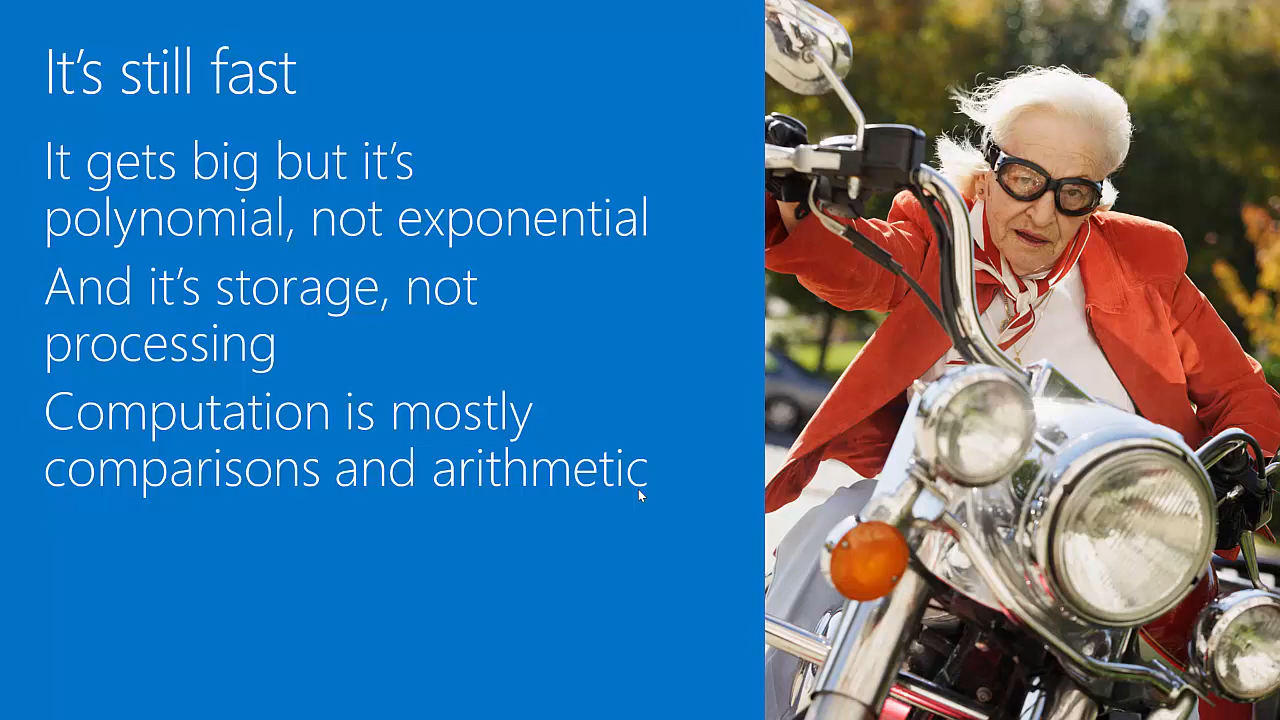 It’s still fast
It gets big but it’s
polynomial, not exponential
And it’s storage, not
processing
Computation is mostly
comparisons and arithmetic